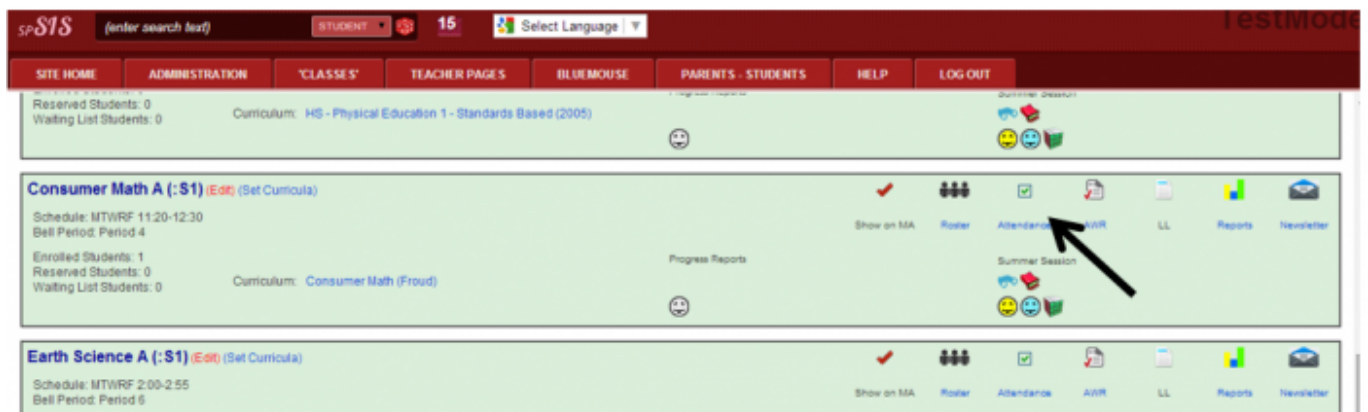 spSIS (enter search text) STUDENT 15 Select Language ▼ TestMode
SITE HOME ADMINISTRATION 'CLASSES' TEACHER PAGES BLUEMOUSE PARENTS - STUDENTS HELP LOG OUT
Progress Reports Summer Session
Reserved Students: 0
Waiting List Students: 0 Curriculum: HS - Physical Education 1 - Standards Based (2005)
Consumer Math A (: S1) (Edit) (Set Curricula)
Schedule: MTWRF 11:20-12:30
Bell Period: Period 4 Show on MA Roster Attendance AWR LL Reports Newsletter
Enrolled Students: 1 Progress Reports Summer Session
Reserved Students: 0
Waiting List Students: 0 Curriculum: Consumer Math (Froud)
Earth Science A (: S1) (Edit) (Set Curricula)
Schedule: MTWRF 2:00-2:55
Bell Period: Period 6 Show on MA Roster Attendance AWR LL Reports Newsletter